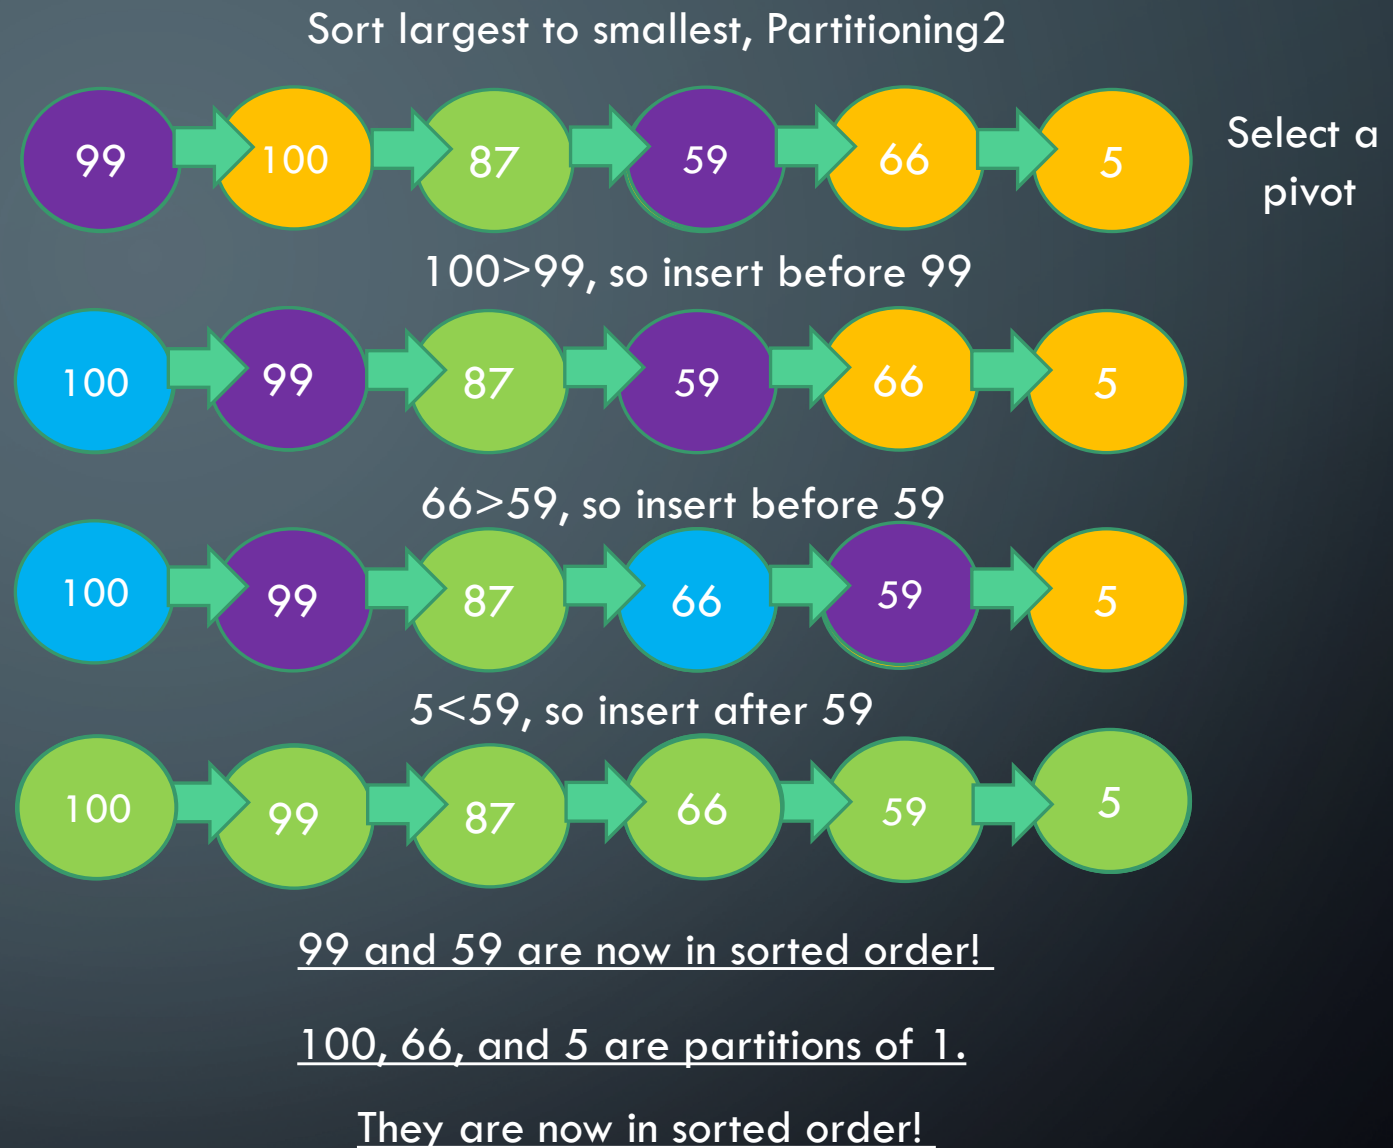 Sort largest to smallest, Partitioning2
99 100 87 59 66 5
Select a
pivot
100>99, so insert before 99
100 99 87 59 66 5
66>59, so insert before 59
100 99 87 66 59 5
5<59, so insert after 59
100 99 87 66 59 5
99 and 59 are now in sorted order!
100, 66, and 5 are partitions of 1.
They are now in sorted order!